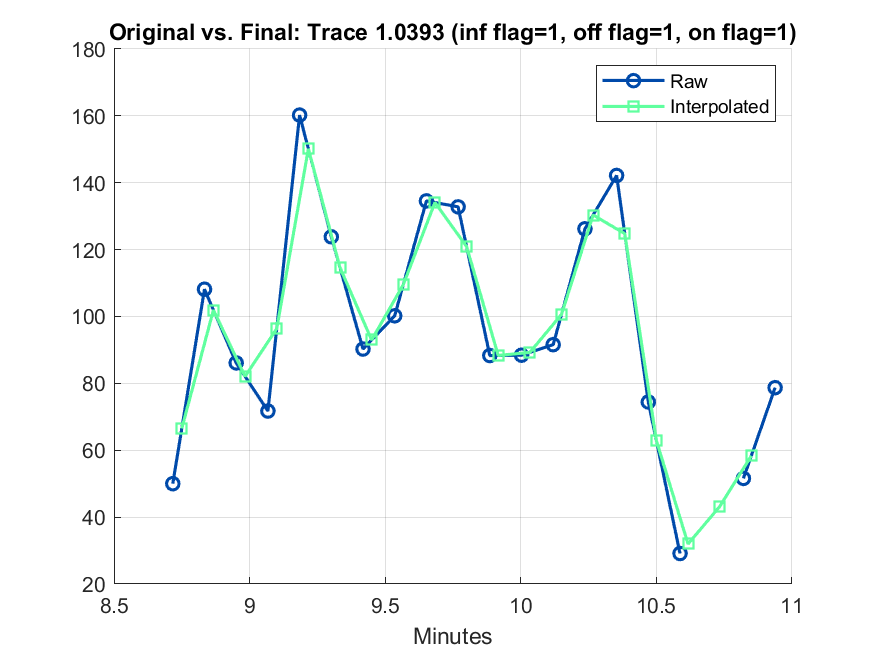 Original vs. Final: Trace 1.0393 (inf flag=1, off flag=1, on flag=1)
180
160
140
120
100
80
60
40
20
8.5 9 9.5 10 10.5 11
Minutes
Raw
Interpolated